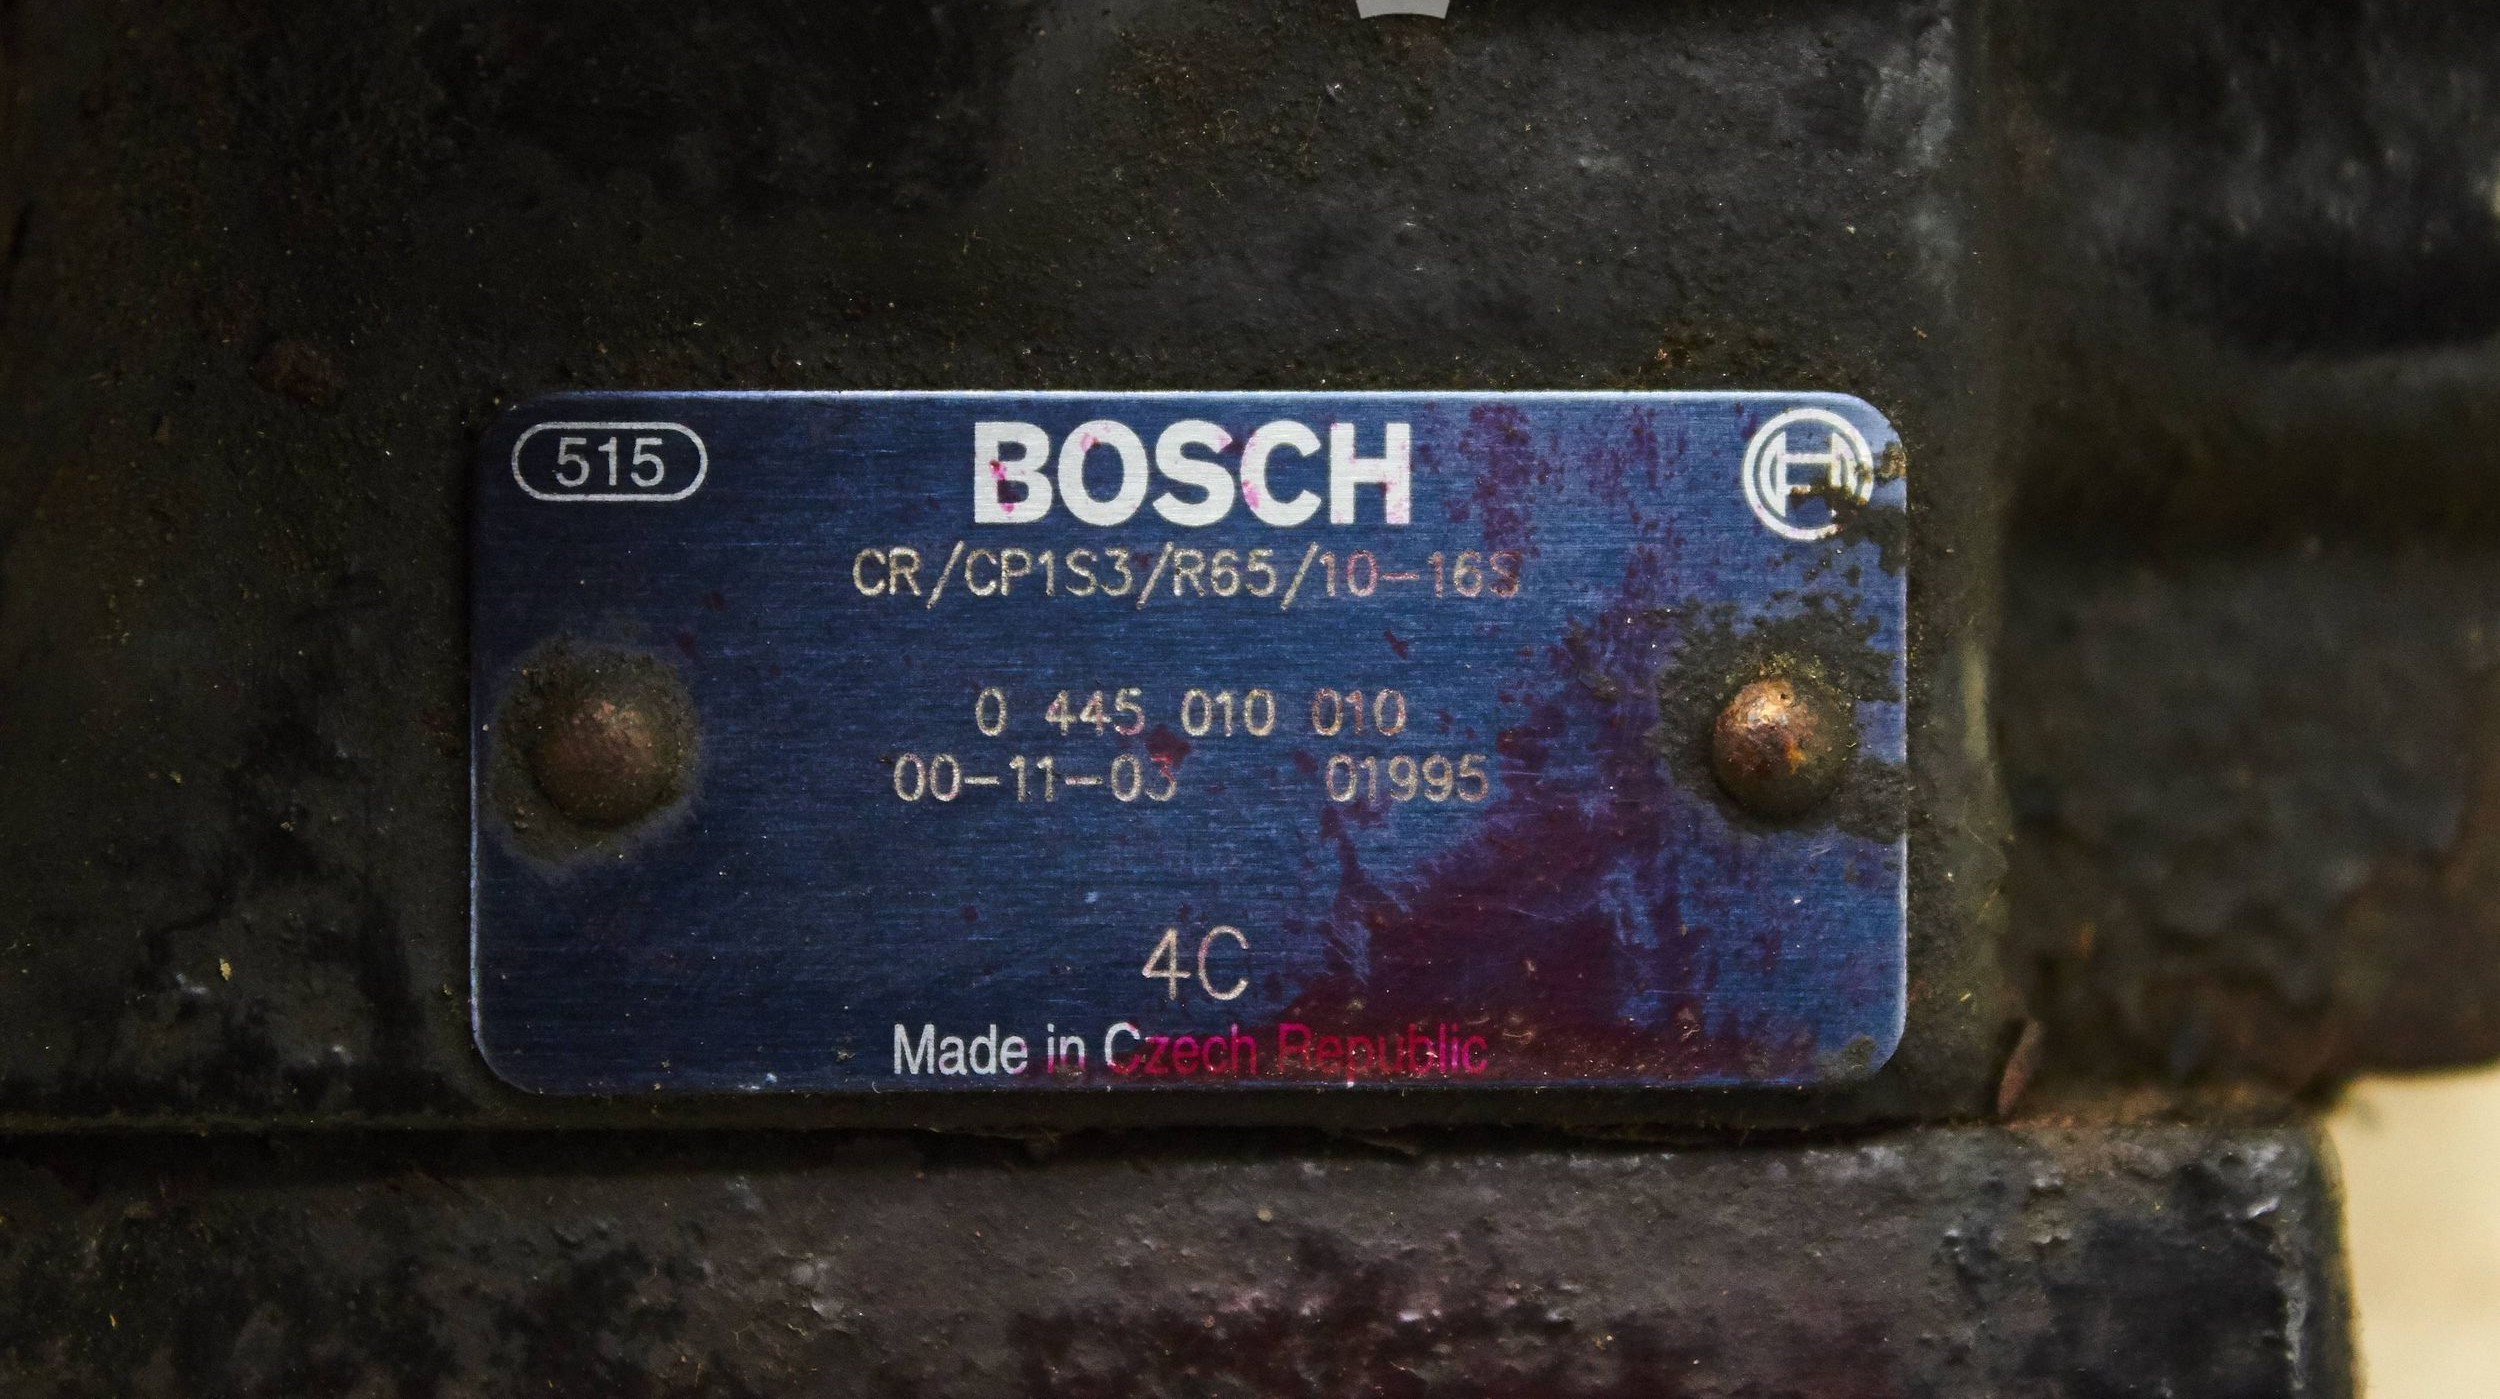 515
BOSCH
CR/CP1S3/R65/10-16S
0 445 010 010
00-11-03 01995
4C
Made in Czech Republic